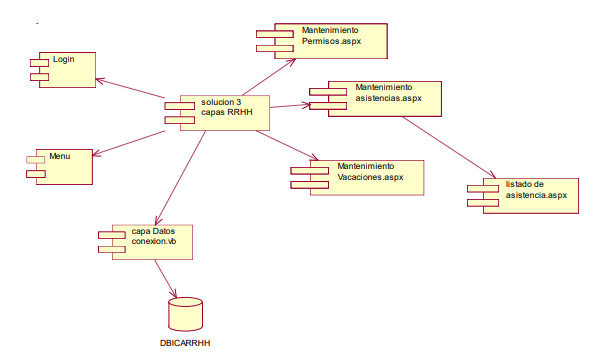 Mantenimiento
Permisos.aspx
Login
Mantenimiento
asistencias.aspx
solucion 3
capas RRHH
Menu
Mantenimiento
Vacaciones.aspx
listado de
asistencia.aspx
capa Datos
conexion.vb
DBICARRHH